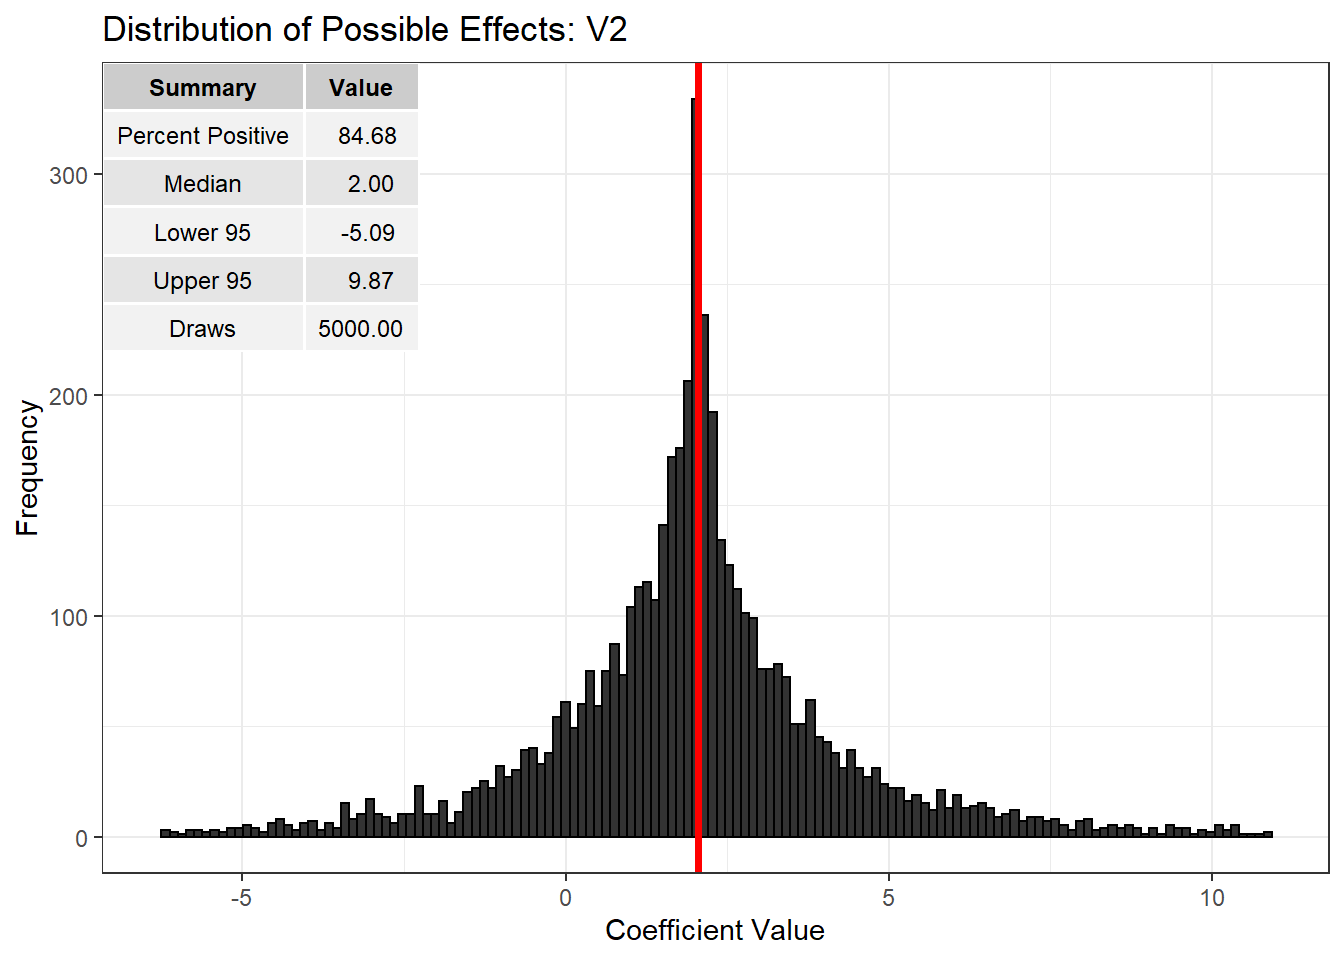 Distribution of Possible Effects: V2
Summary Value
Percent Positive 84.68
Median 2.00
Lower 95 -5.09
Upper 95 9.87
Draws 5000.00
300
200
100
0
Frequency
-5 0 5 10
Coefficient Value